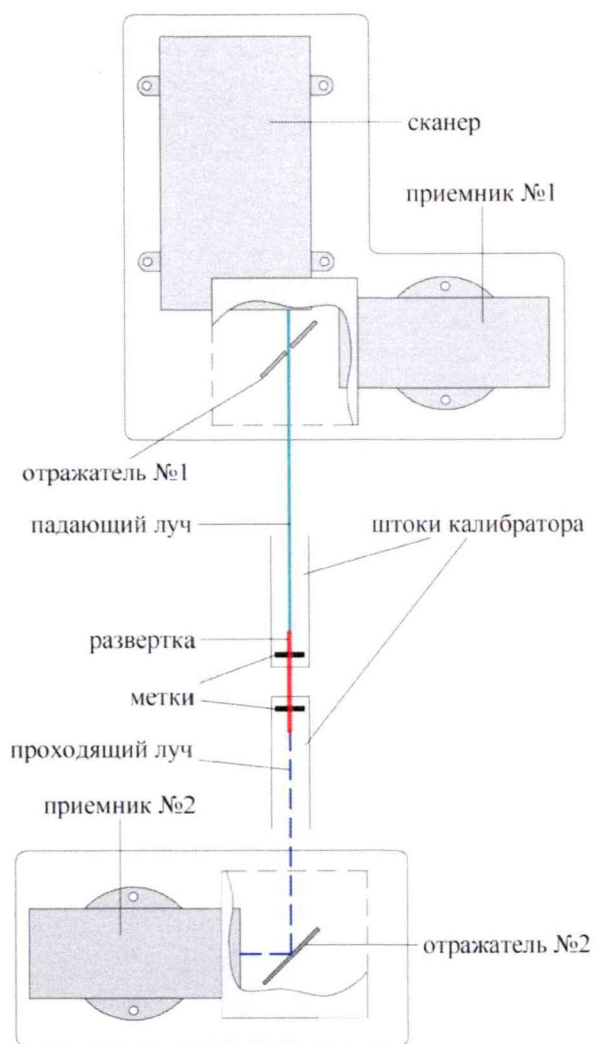 сканер
приемник №1
отражатель №1
падающий луч
штоки калибратора
развертка
метки
проходящий луч
приемник №2
отражатель №2